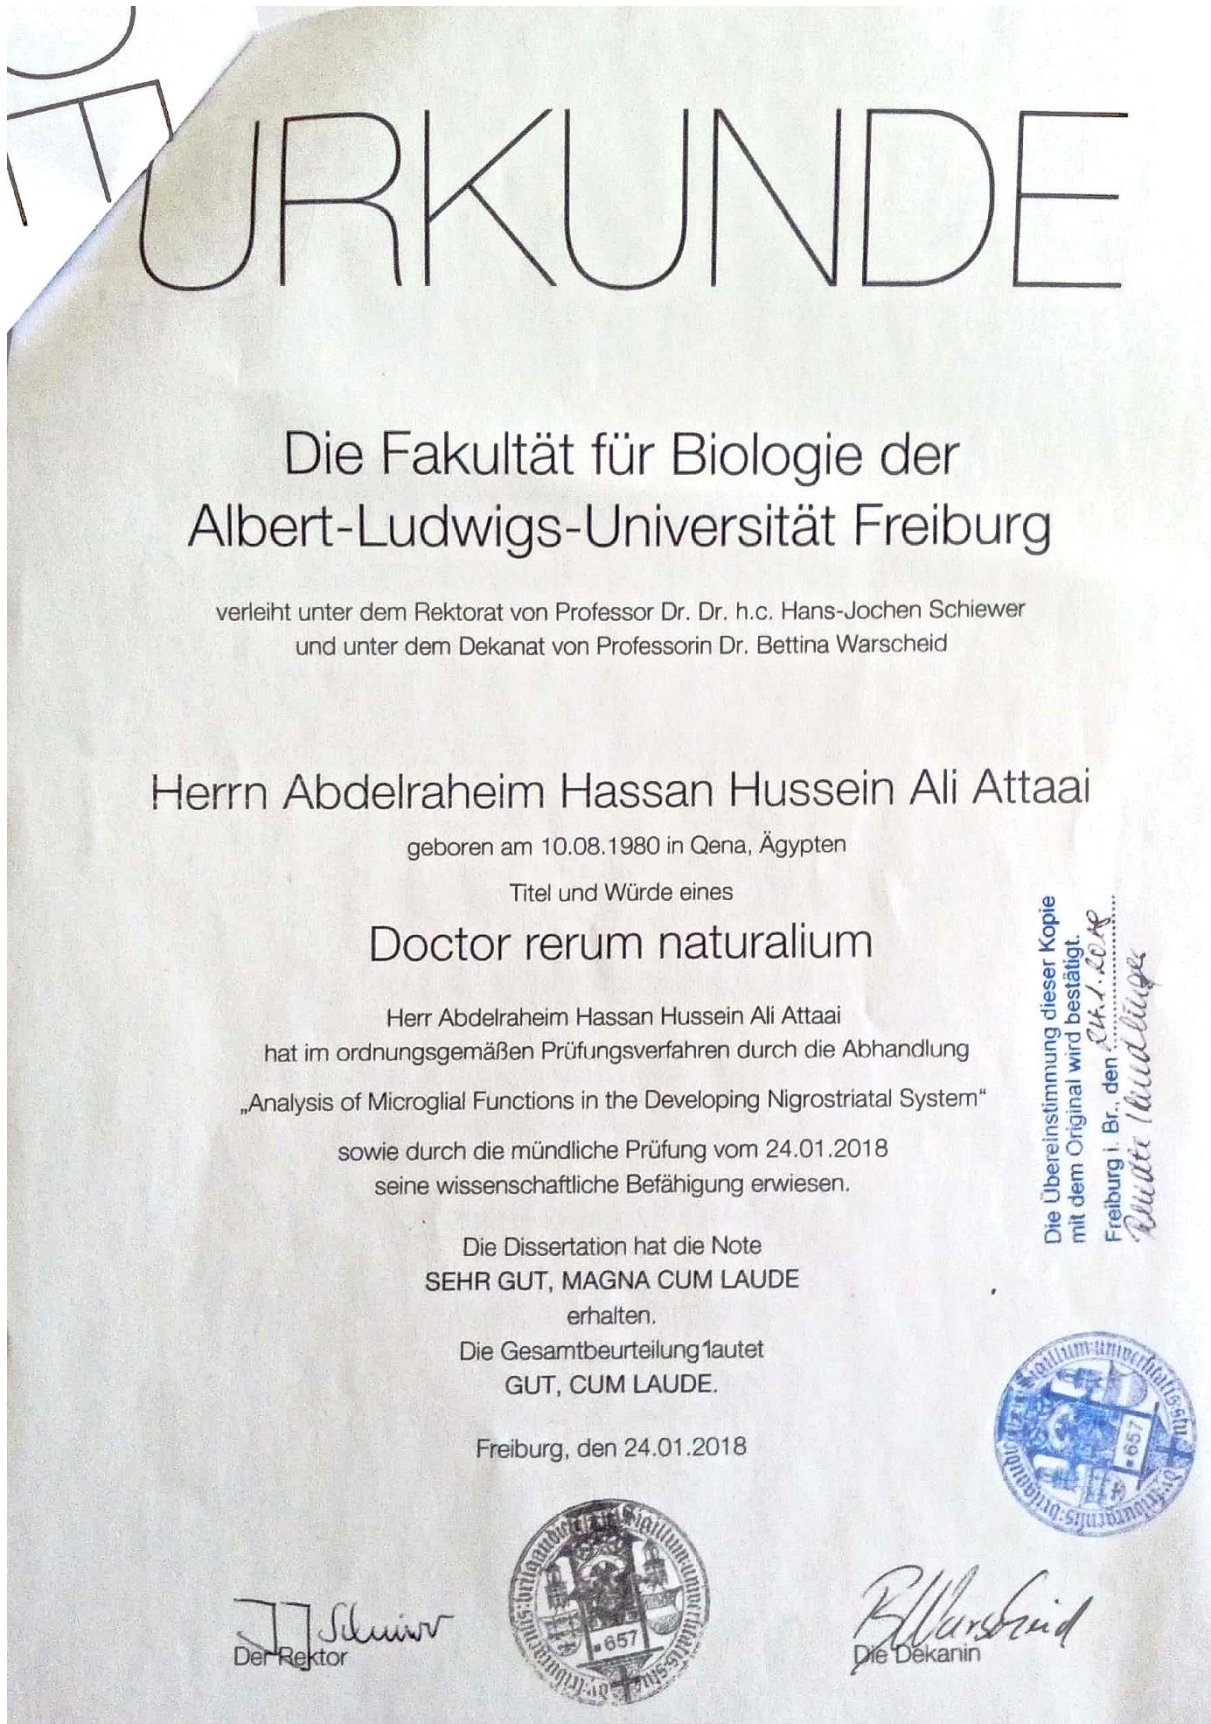 URKUNDE
Die Fakultät für Biologie der
Albert-Ludwigs-Universität Freiburg
verleiht unter dem Rektorat von Professor Dr. Dr. h.c. Hans-Jochen Schiewer
und unter dem Dekanat von Professorin Dr. Bettina Warscheid
Herrn Abdelraheim Hassan Hussein Ali Attaai
geboren am 10.08.1980 in Qena, Ägypten
Titel und Würde eines
Doctor rerum naturalium
Herr Abdelraheim Hassan Hussein Ali Attaai
hat im ordnungsgemäßen Prüfungsverfahren durch die Abhandlung
„Analysis of Microglial Functions in the Developing Nigrostriatal System“
sowie durch die mündliche Prüfung vom 24.01.2018
seine wissenschaftliche Befähigung erwiesen.
Die Dissertation hat die Note
SEHR GUT, MAGNA CUM LAUDE
erhalten.
Die Gesamtbeurteilung lautet
GUT, CUM LAUDE.
Freiburg, den 24.01.2018
Der Rektor
Die Dekanin
657
Die Übereinstimmung dieser Kopie
mit dem Original wird bestätigt.
Freiburg i. Br., den 24.1.2018
657